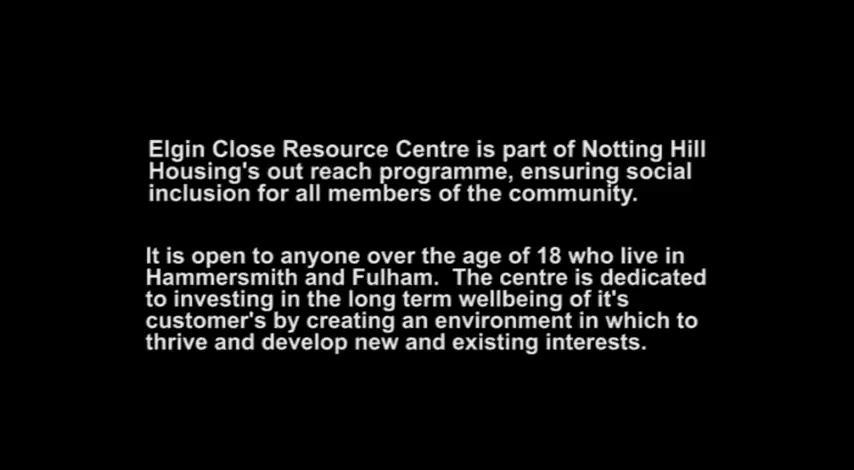 Elgin Close Resource Centre is part of Notting Hill
Housing's out reach programme, ensuring social
inclusion for all members of the community.
It is open to anyone over the age of 18 who live in
Hammersmith and Fulham.  The centre is dedicated
to investing in the long term wellbeing of it's
customer's by creating an environment in which to
thrive and develop new and existing interests.